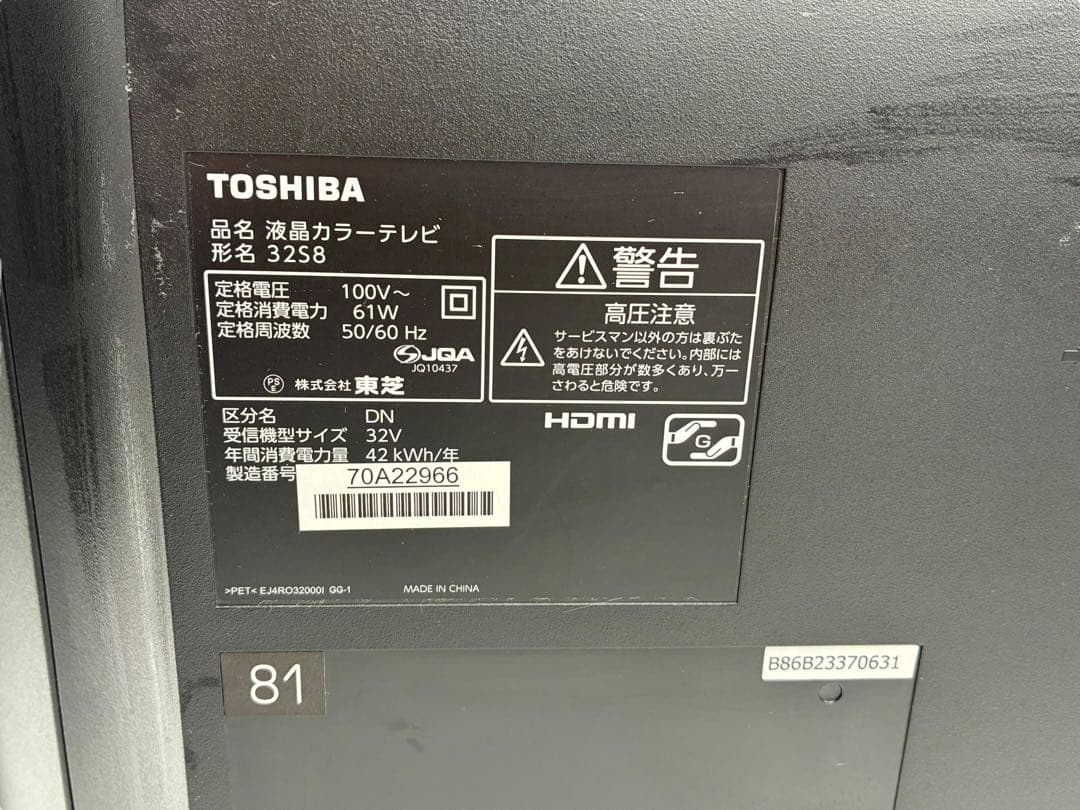 TOSHIBA
品名 液晶カラーテレビ
形名 32S8
定格電圧 100V～
定格消費電力 61W
定格周波数 50/60 Hz
JQA
JQ10437
PS
E
株式会社 東芝
警告
高圧注意
サービスマン以外の方は裏ぶた
をあけないでください。内部には
高電圧部分が数多くあり、万一
さわると危険です。
区分名 DN
受信機型サイズ 32V
年間消費電力量 42 kWh/年
製造番号
70A22966
HDMI
G
>PET< EJ4RO32000I GG-1 MADE IN CHINA
81
B86B23370631